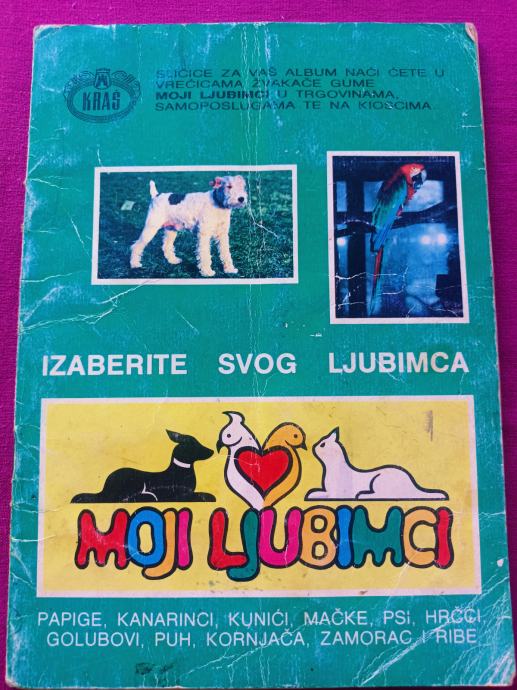 KRAŠ
SLIČICE ZA VAŠ ALBUM NAĆI ĆETE U
VREĆICAMA ŽVAKAĆE GUME
MOJI LJUBIMCI U TRGOVINAMA,
SAMOPOSLUGAMA TE NA KIOSCIMA
IZABERITE SVOG LJUBIMCA
MOJI LJUBIMCI
PAPIGE, KANARINCI, KUNIĆI, MAČKE, PSI, HRČCI,
GOLUBOVI, PUH, KORNJAČA, ZAMORAC I RIBE